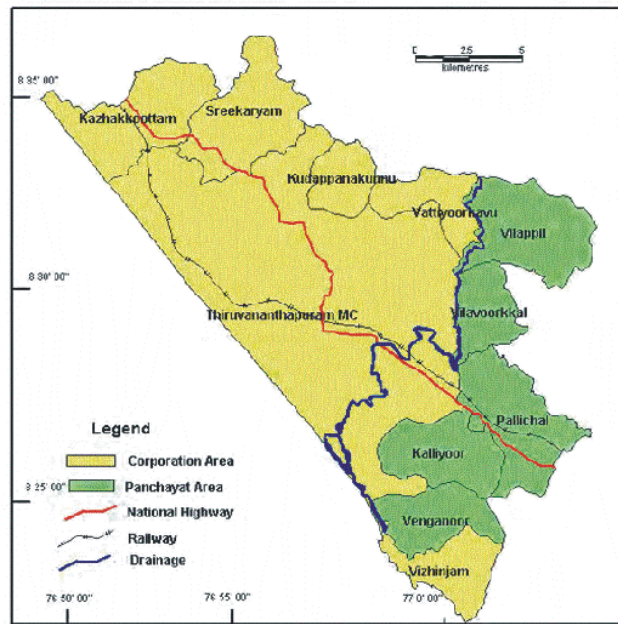 0 2.5 5
kilometres
8 35' 00"
Kazhakkoottam
Sreekaryam
Kudappanakunnu
Vattiyoorkavu
Vilappil
8 30' 00"
Thiruvananthapuram MC
Vilavoorkkal
Pallichal
Kalliyoor
8 25' 00"
Venganoor
Vizhinjam
Legend
Corporation Area
Panchayat Area
National Highway
Railway
Drainage
76 50' 00"
76 55' 00"
77 0' 00"